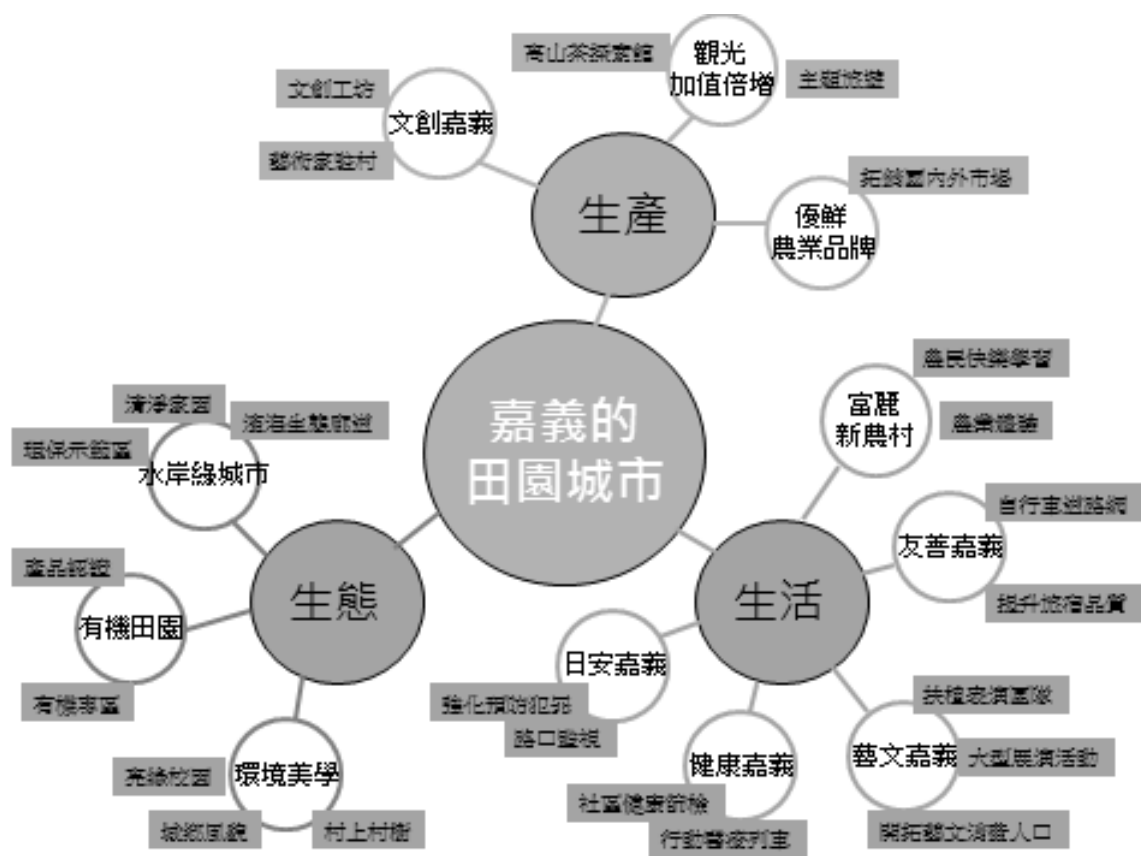 高山茶探索館
觀光
加值倍增
主題旅遊
文創工坊
文創嘉義
藝術家駐村
生產
拓銷國內外市場
優鮮
農業品牌
嘉義的
田園城市
清淨家園
濱海生態廊道
環保示範區
水岸綠城市
產品認證
有機田園
有機專區
生態
亮綠校園
環境美學
城鄉風貌
村上村樹
農民快樂學習
富麗
新農村
農業體驗
自行車道路網
友善嘉義
提升旅宿品質
生活
日安嘉義
強化預防犯罪
路口監視
健康嘉義
社區健康篩檢
行動醫療列車
扶植表演團隊
藝文嘉義
大型展演活動
開拓藝文消費人口